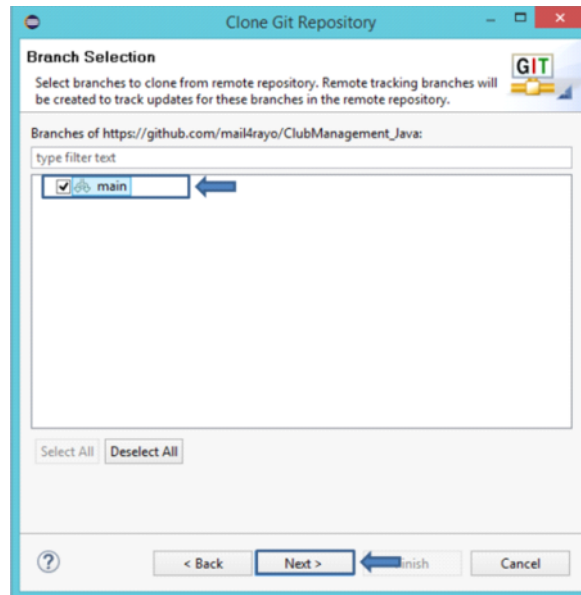 Clone Git Repository
Branch Selection
GIT
Select branches to clone from remote repository. Remote tracking branches will
be created to track updates for these branches in the remote repository.
Branches of https://github.com/mail4rayo/ClubManagement_Java:
type filter text
main
Select All Deselect All
? < Back Next > inish Cancel